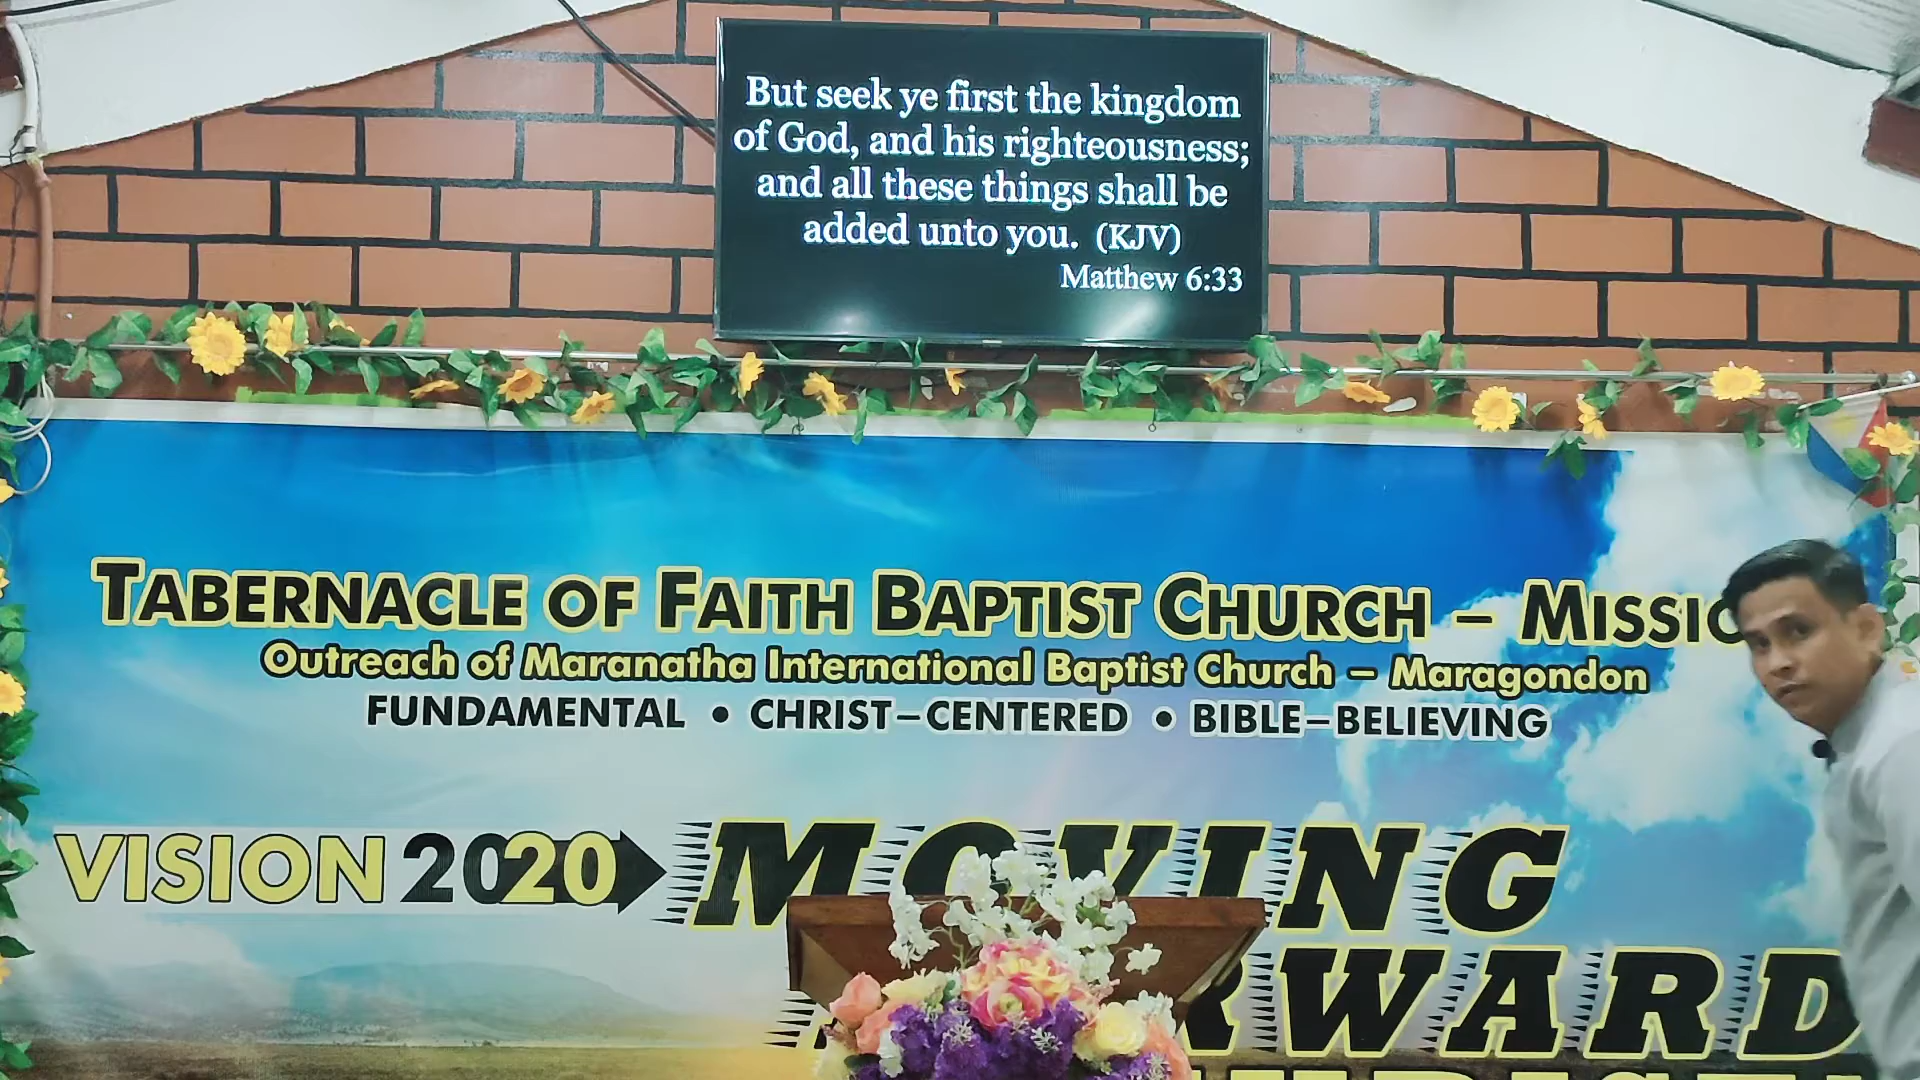 But seek ye first the kingdom
of God, and his righteousness;
and all these things shall be
added unto you. (KJV)
Matthew 6:33
TABERNACLE OF FAITH BAPTIST CHURCH – 
Outreach of Maranatha International Baptist Church – Maragondon
FUNDAMENTAL • CHRIST–CENTERED • BIBLE–BELIEVING
VISION 2020 MOVING